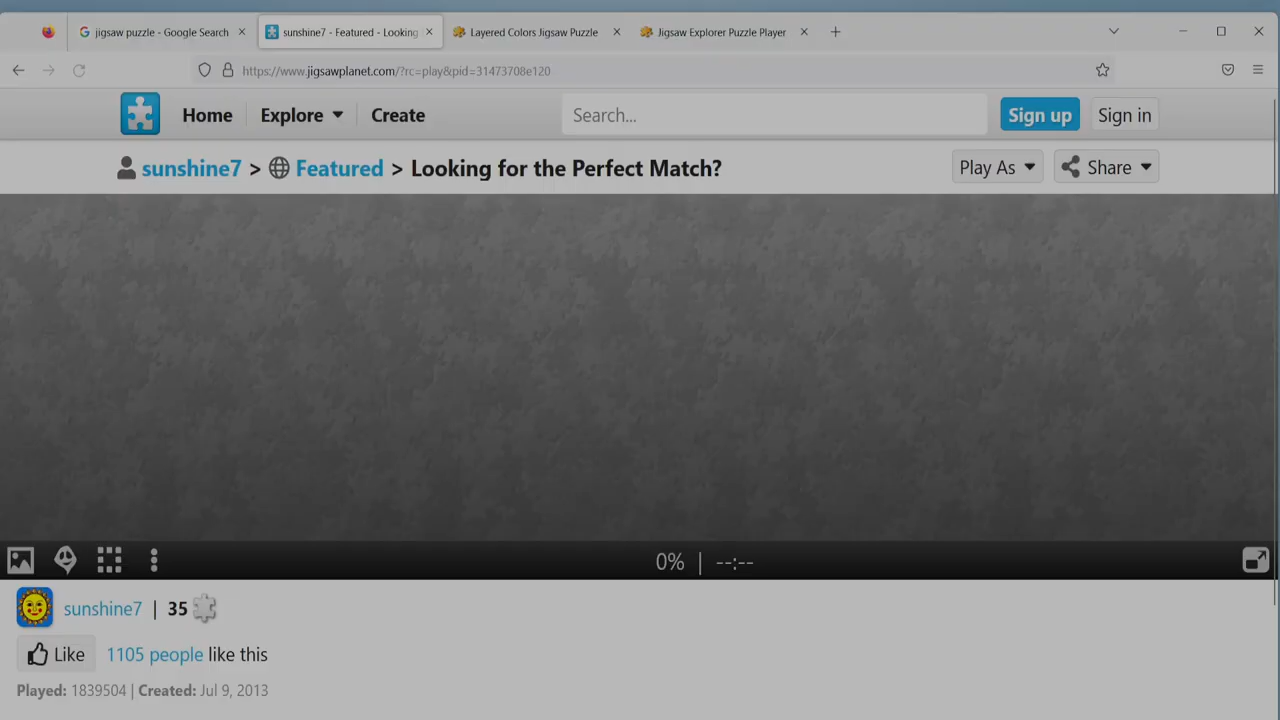 jigsaw puzzle - Google Search
sunshine7 - Featured - Looking
Layered Colors Jigsaw Puzzle
Jigsaw Explorer Puzzle Player
https://www.jigsawplanet.com/?rc=play&pid=31473708e120
Home
Explore
Create
Search...
Sign up
Sign in
sunshine7 > Featured > Looking for the Perfect Match?
Play As
Share
0% | --:--
sunshine7 | 35
Like
1105 people like this
Played: 1839504 | Created: Jul 9, 2013